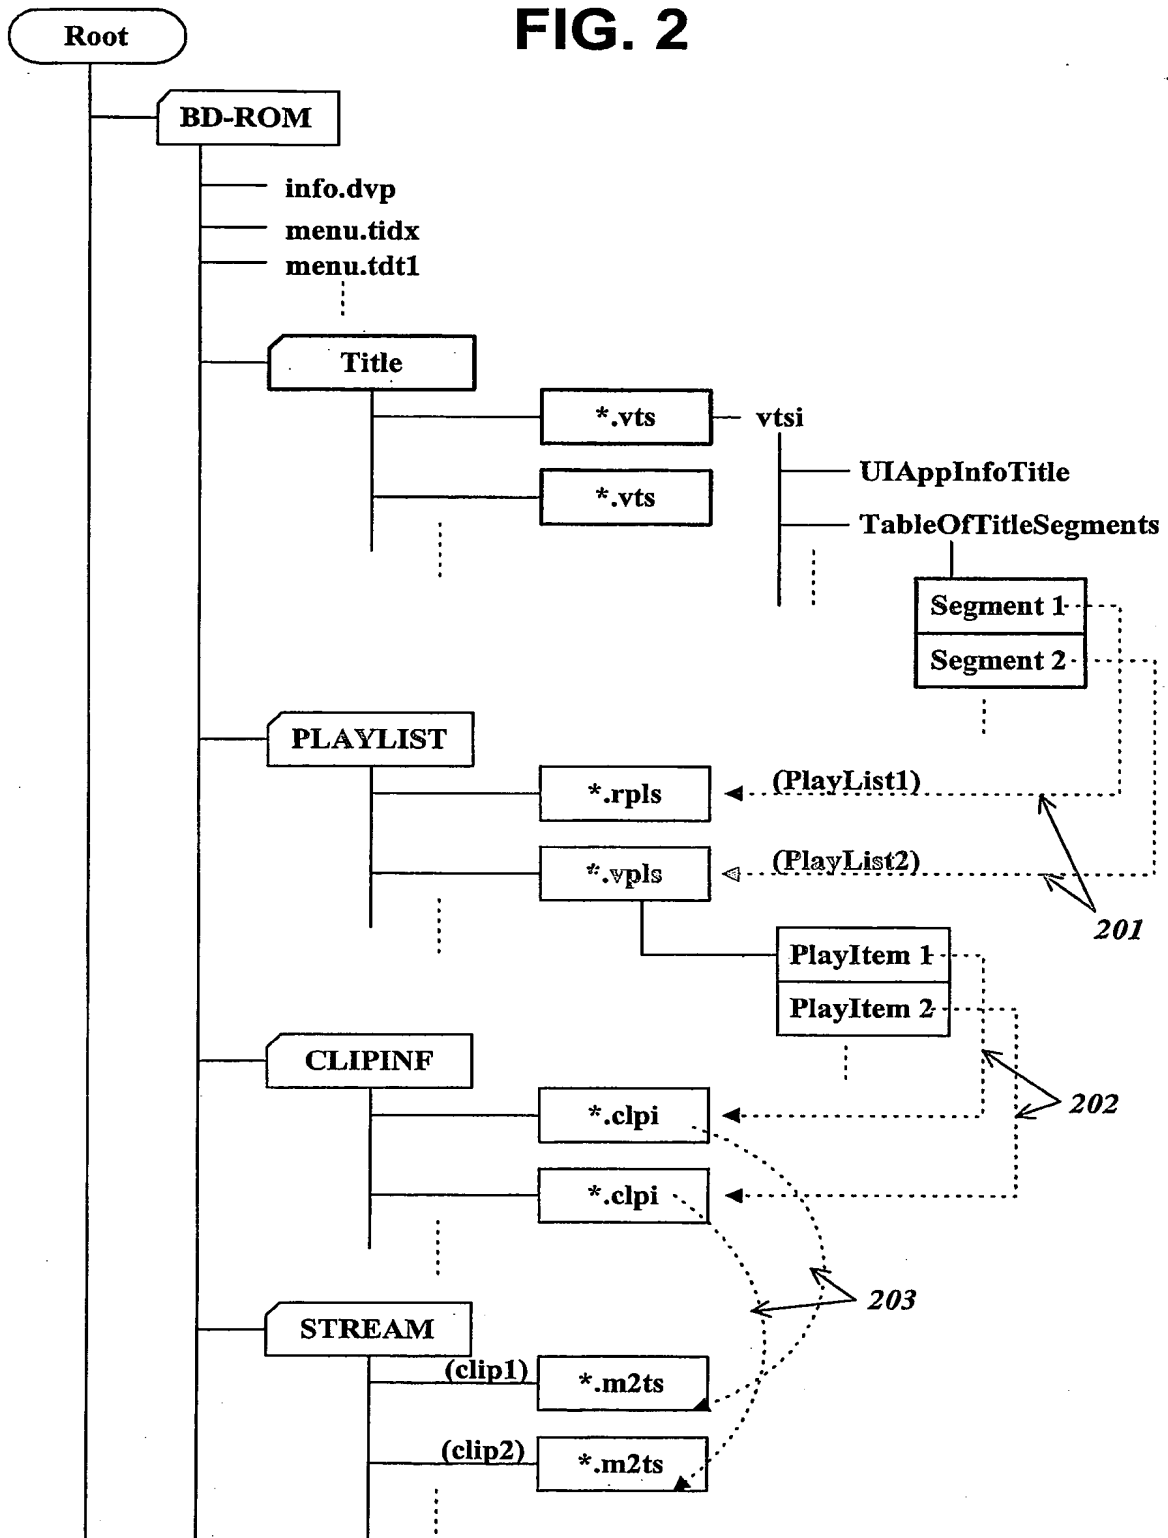 FIG. 2
Root
BD-ROM
info.dvp
menu.tidx
menu.tdt1
Title
*.vts
vtsi
UIAppInfoTitle
*.vts
TableOfTitleSegments
Segment 1
Segment 2
PLAYLIST
*.rpls
(PlayList1)
*.vpls
(PlayList2)
201
PlayItem 1
PlayItem 2
CLIPINF
*.clpi
202
*.clpi
203
STREAM
(clip1)
*.m2ts
(clip2)
*.m2ts